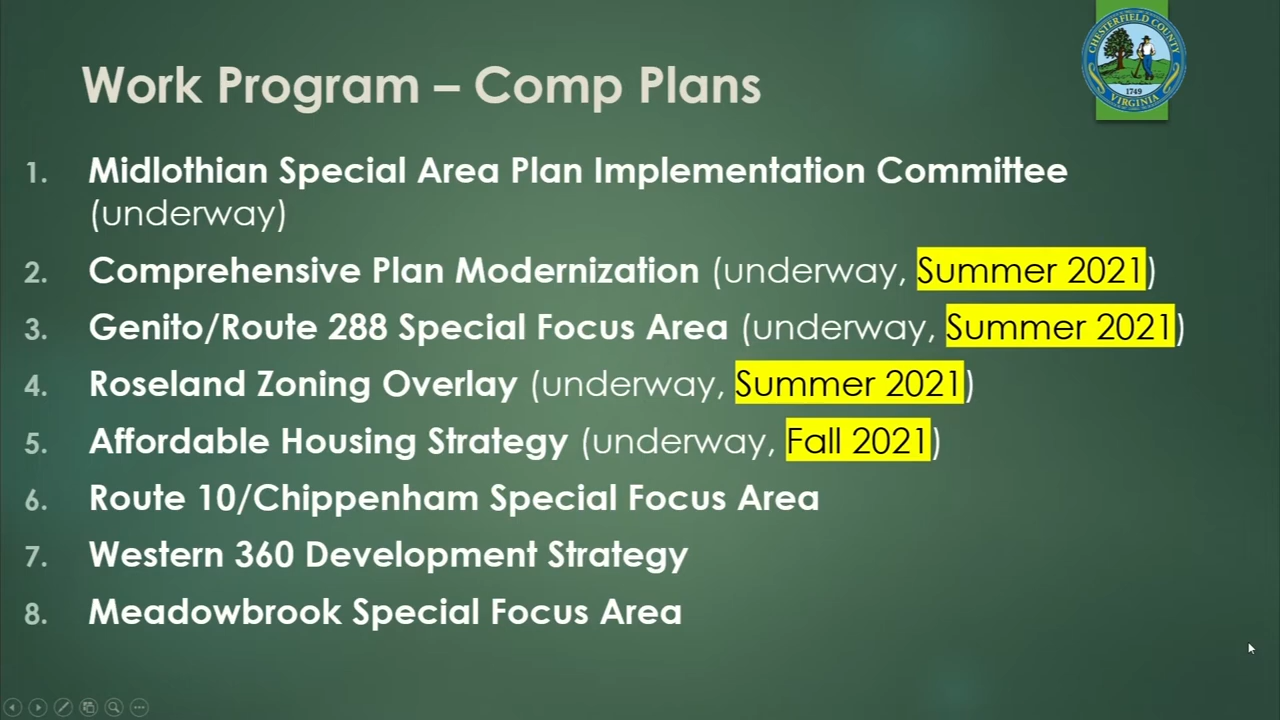 CHESTERFIELD COUNTY
1749
VIRGINIA
Work Program – Comp Plans
1. Midlothian Special Area Plan Implementation Committee
(underway)
2. Comprehensive Plan Modernization (underway, Summer 2021)
3. Genito/Route 288 Special Focus Area (underway, Summer 2021)
4. Roseland Zoning Overlay (underway, Summer 2021)
5. Affordable Housing Strategy (underway, Fall 2021)
6. Route 10/Chippenham Special Focus Area
7. Western 360 Development Strategy
8. Meadowbrook Special Focus Area